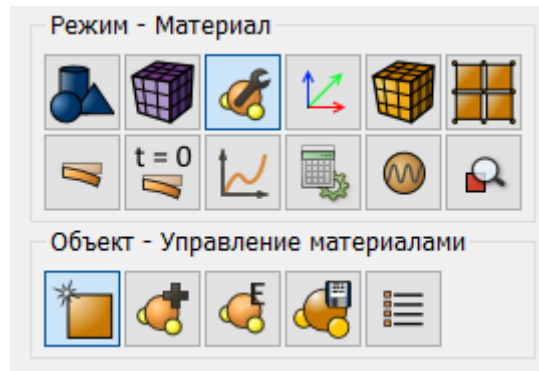 Режим - Материал
t = 0
Объект - Управление материалами
E